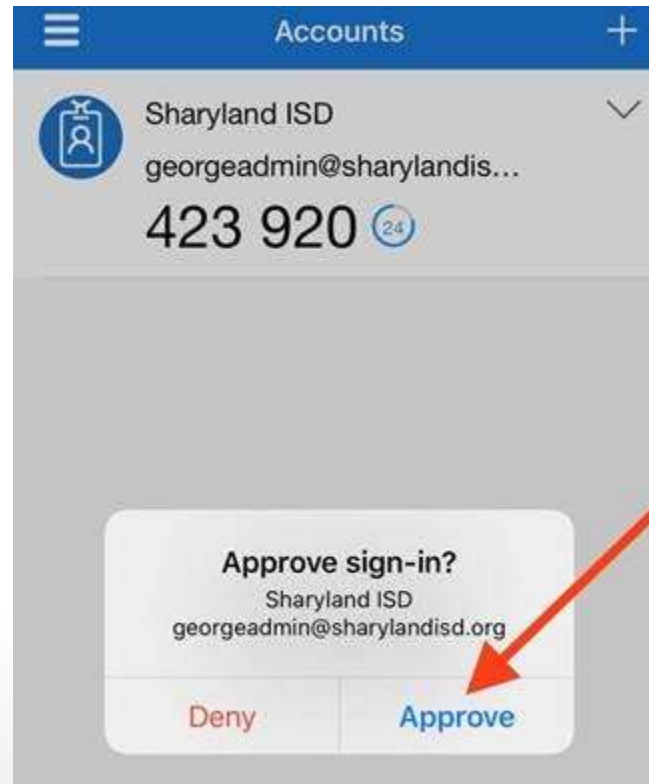 Accounts
Sharyland ISD
georgeadmin@sharylandis...
423 920 24
Approve sign-in?
Sharyland ISD
georgeadmin@sharylandisd.org
Deny Approve